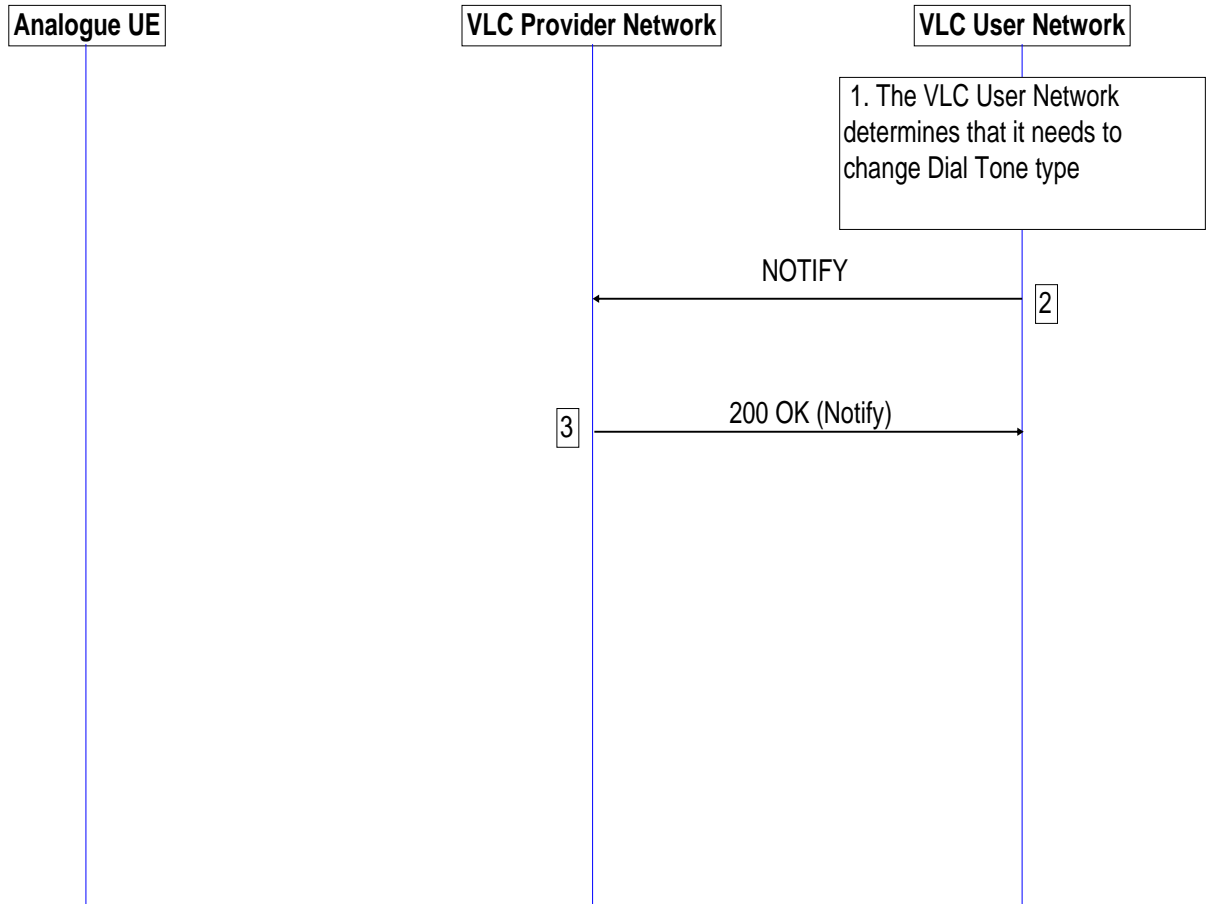 Analogue UE
VLC Provider Network
VLC User Network
1. The VLC User Network
determines that it needs to
change Dial Tone type
NOTIFY
2
3
200 OK (Notify)